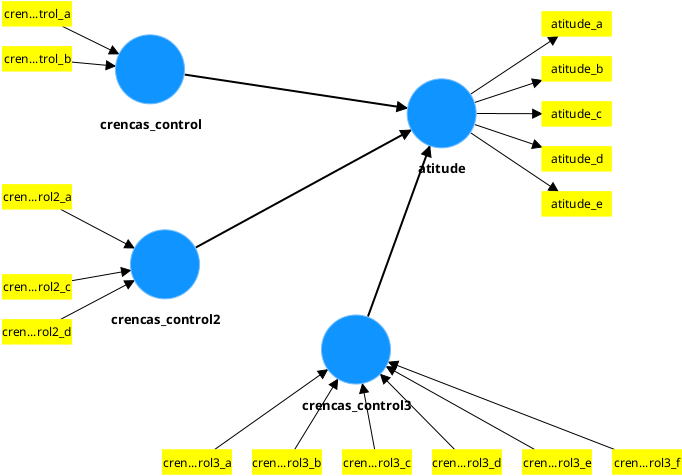 cren...trol_a
cren...trol_b
crencas_control
atitude_a
atitude_b
atitude_c
atitude_d
atitude_e
atitude
cren...rol2_a
cren...rol2_c
cren...rol2_d
crencas_control2
crencas_control3
cren...rol3_a
cren...rol3_b
cren...rol3_c
cren...rol3_d
cren...rol3_e
cren...rol3_f